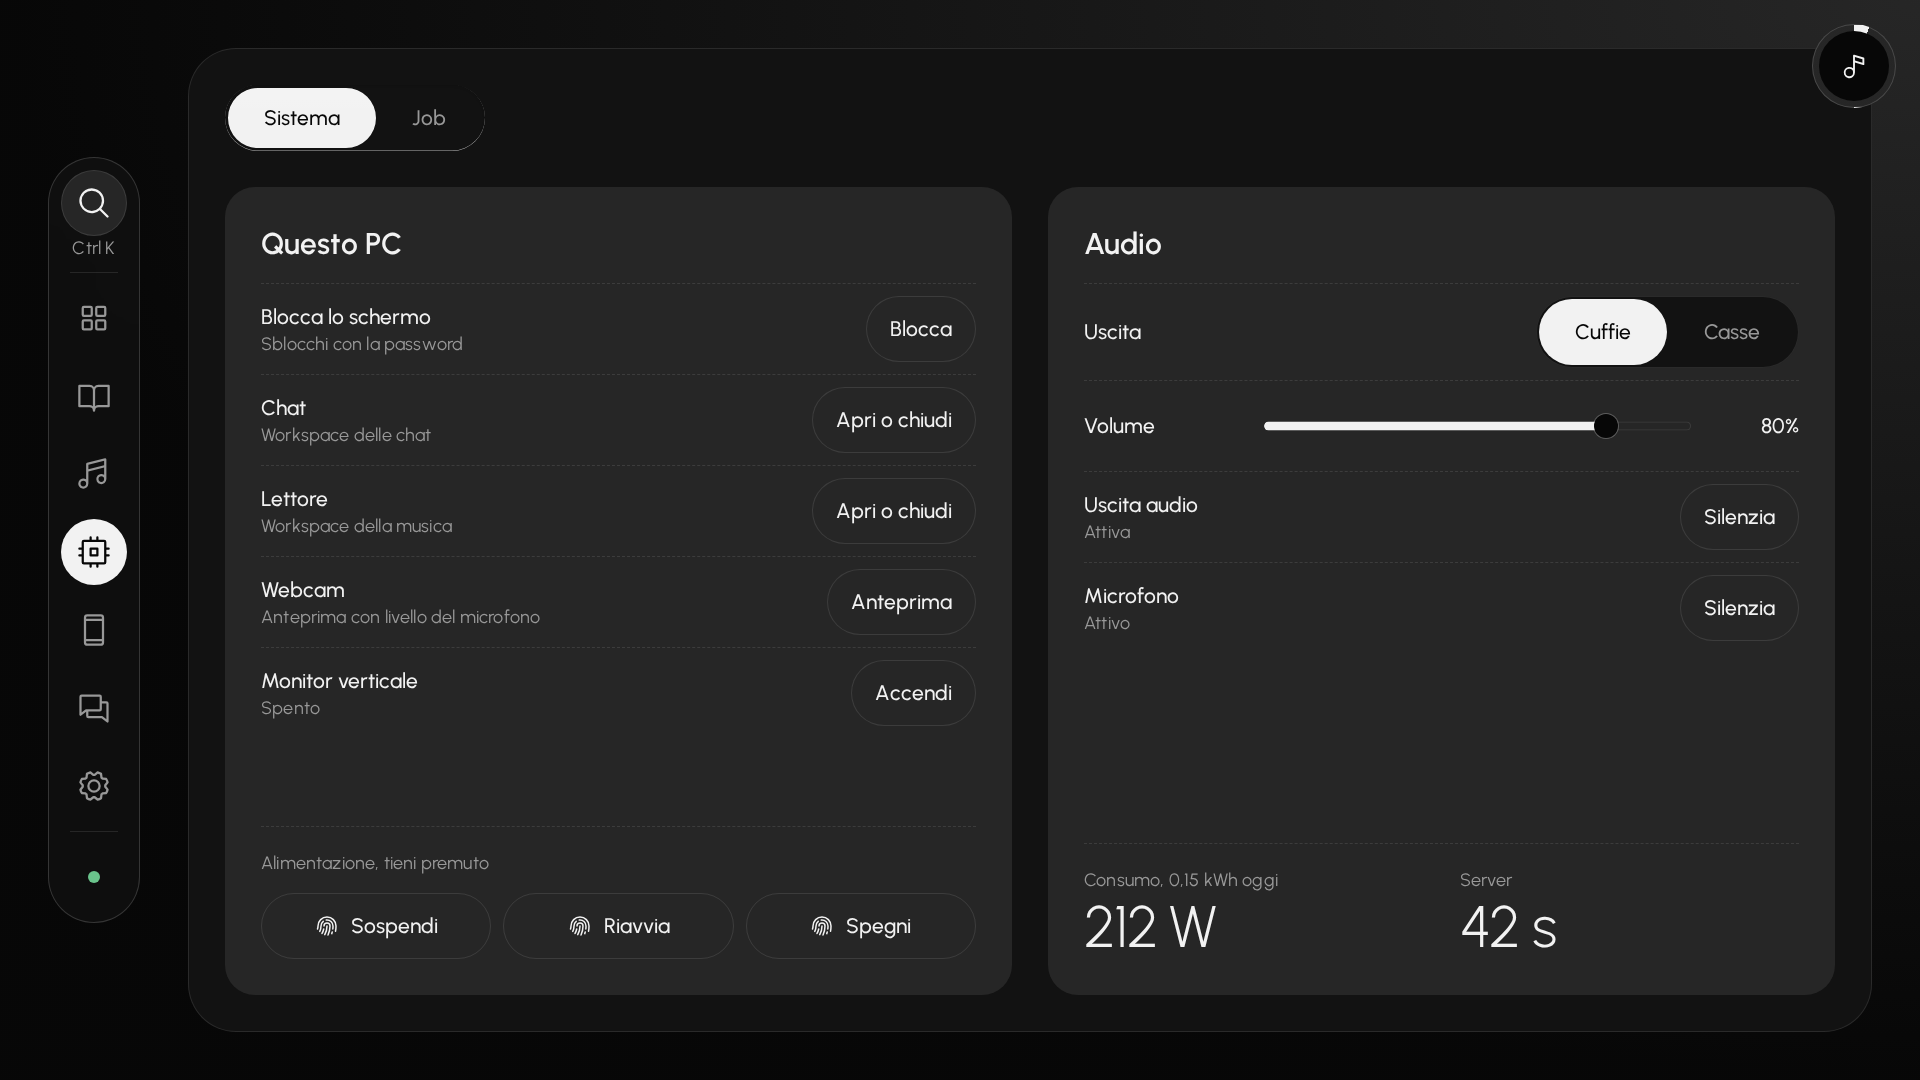 Sistema
Job
Ctrl K
Questo PC
Blocca lo schermo
Sblocchi con la password
Blocca
Chat
Workspace delle chat
Apri o chiudi
Lettore
Workspace della musica
Apri o chiudi
Webcam
Anteprima con livello del microfono
Anteprima
Monitor verticale
Spento
Accendi
Alimentazione, tieni premuto
Sospendi
Riavvia
Spegni
Audio
Uscita
Cuffie
Casse
Volume
80%
Uscita audio
Attiva
Silenzia
Microfono
Attivo
Silenzia
Consumo, 0,15 kWh oggi
212 W
Server
42 s